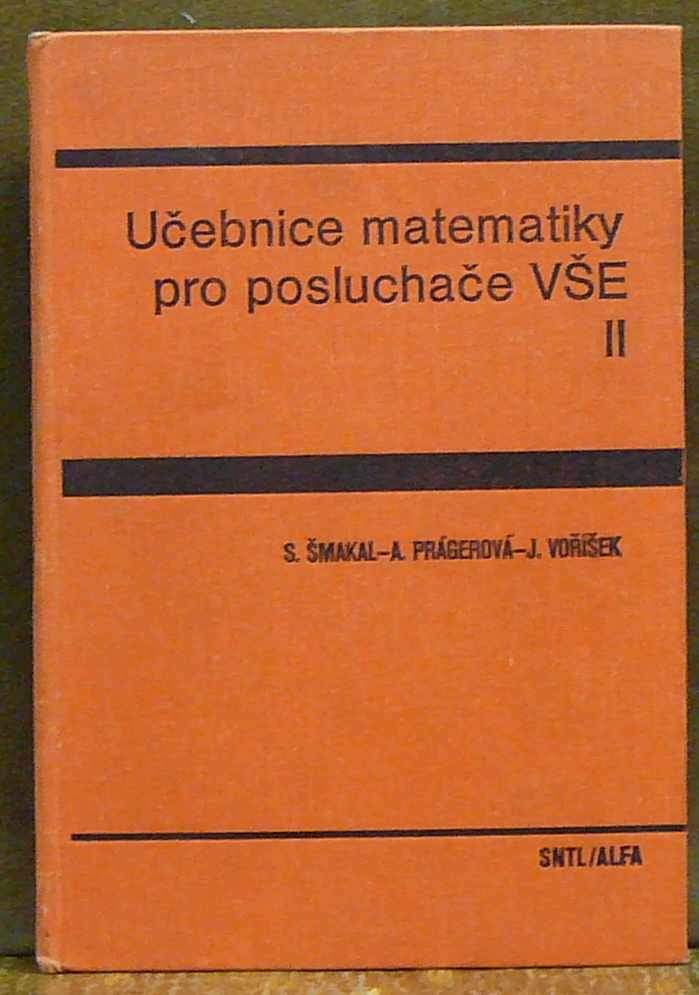 Učebnice matematiky
pro posluchače VŠE
II
S. ŠMAKAL-A. PRÁGEROVÁ-J. VOŘÍŠEK
SNTL/ALFA